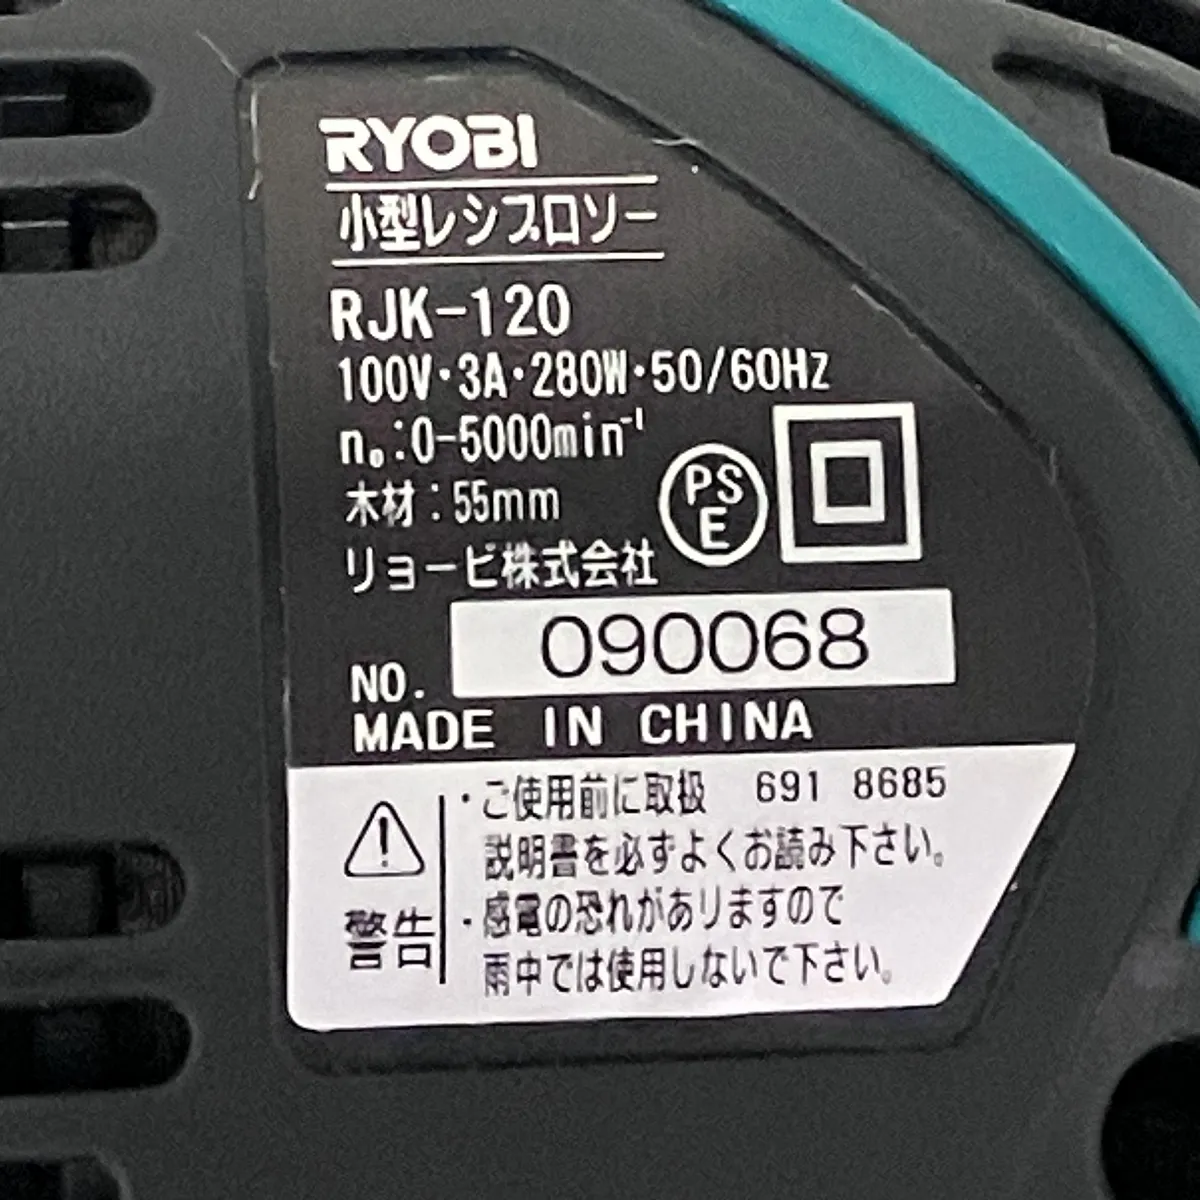 RYOBI
小型レシプロソー
RJK-120
100V・3A・280W・50/60Hz
n₀:0-5000min⁻¹
木材:55mm
リョービ株式会社
PS
E
NO. 090068
MADE IN CHINA
警告
・ご使用前に取扱 691 8685
説明書を必ずよくお読み下さい。
・感電の恐れがありますので
雨中では使用しないで下さい。